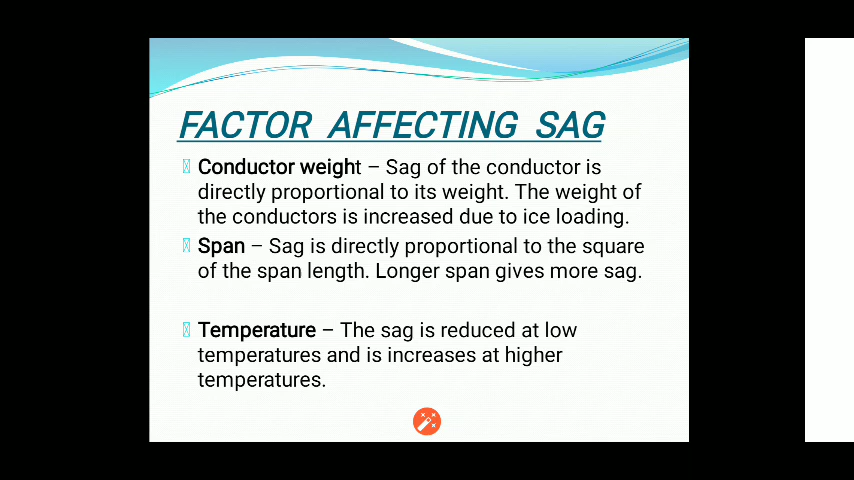 FACTOR AFFECTING SAG
Conductor weight – Sag of the conductor is
directly proportional to its weight. The weight of
the conductors is increased due to ice loading.
Span – Sag is directly proportional to the square
of the span length. Longer span gives more sag.
Temperature – The sag is reduced at low
temperatures and is increases at higher
temperatures.